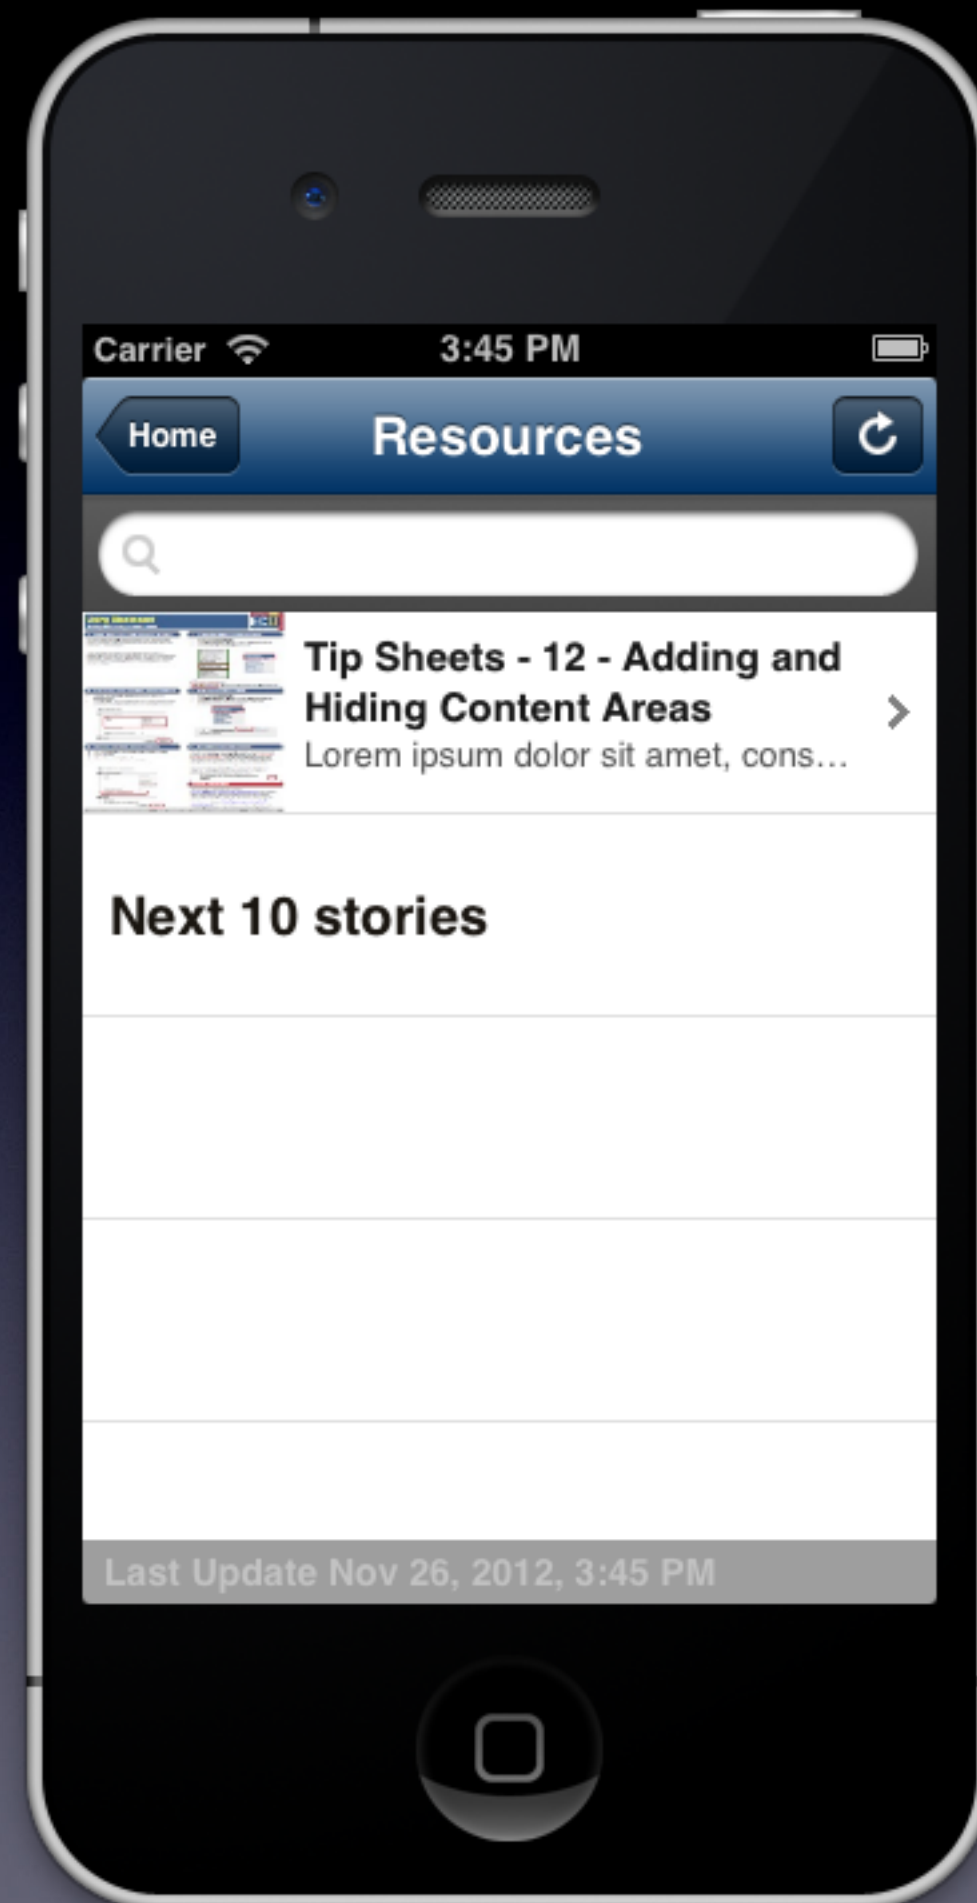 Carrier 3:45 PM
Home Resources
Tip Sheets - 12 - Adding and
Hiding Content Areas
Lorem ipsum dolor sit amet, cons...
Next 10 stories
Last Update Nov 26, 2012, 3:45 PM